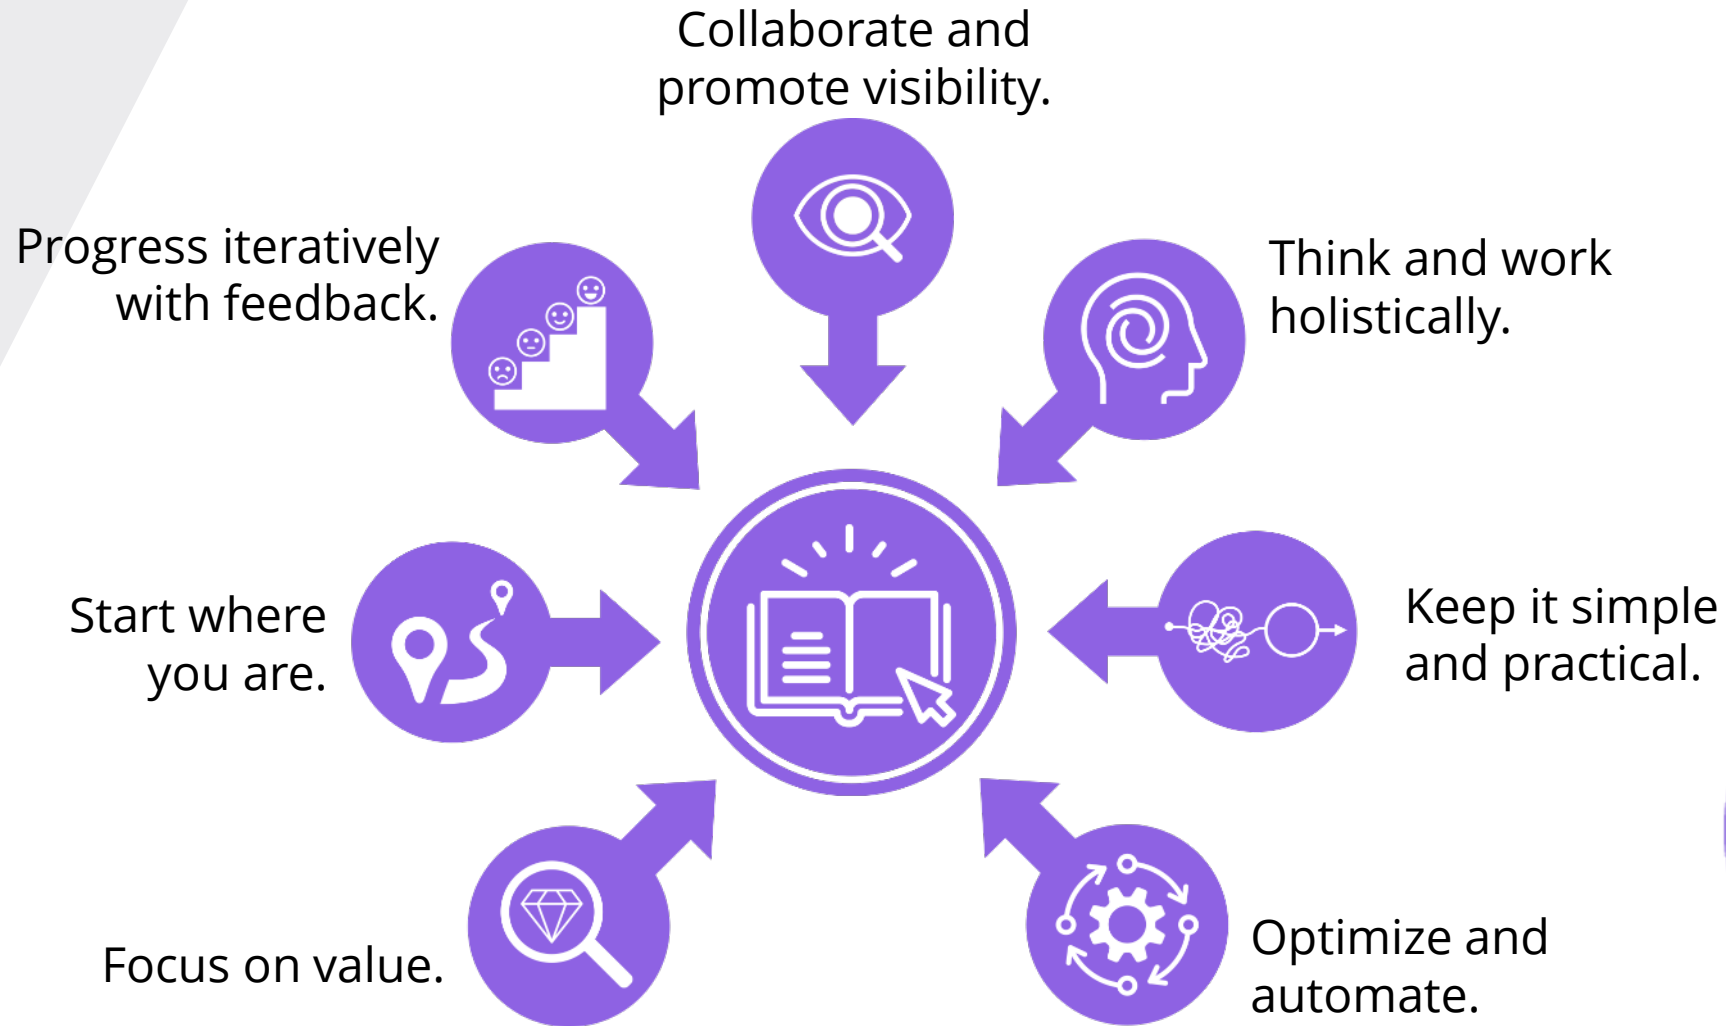 Collaborate and
promote visibility.
Progress iteratively
with feedback.
Think and work
holistically.
Start where
you are.
Keep it simple
and practical.
Focus on value.
Optimize and
automate.